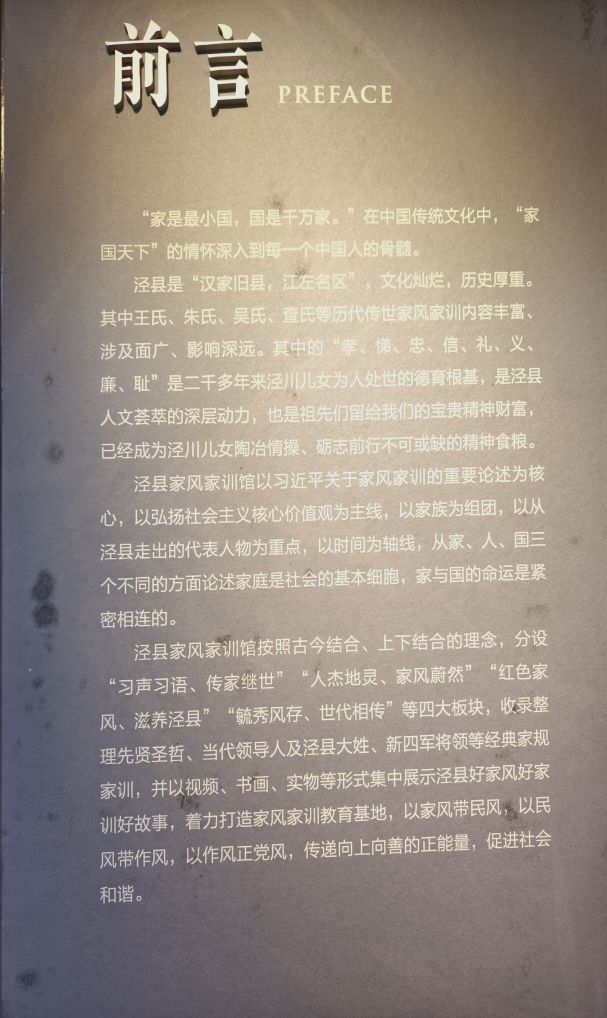 前言 PREFACE
“家是最小国，国是千万家。”在中国传统文化中，“家
国天下”的情怀深入到每一个中国人的骨髓。
泾县是“汉家旧县，江左名区”，文化灿烂，历史厚重。
其中王氏、朱氏、吴氏、查氏等历代传世家风家训内容丰富、
涉及面广、影响深远。其中的“孝、悌、忠、信、礼、义、
廉、耻”是二千多年来泾川儿女为人处世的德育根基，是泾县
人文荟萃的深层动力，也是祖先们留给我们的宝贵精神财富，
已经成为泾川儿女陶冶情操、砺志前行不可或缺的精神食粮。
泾县家风家训馆以习近平关于家风家训的重要论述为核
心，以弘扬社会主义核心价值观为主线，以家族为组团，以从
泾县走出的代表人物为重点，以时间为轴线，从家、人、国三
个不同的方面论述家庭是社会的基本细胞，家与国的命运是紧
密相连的。
泾县家风家训馆按照古今结合、上下结合的理念，分设
“习声习语、传家继世”“人杰地灵、家风蔚然”“红色家
风、滋养泾县”“毓秀风存、世代相传”等四大板块，收录整
理先贤圣哲、当代领导人及泾县大姓、新四军将领等经典家规
家训，并以视频、书画、实物等形式集中展示泾县好家风好家
训好故事，着力打造家风家训教育基地，以家风带民风，以民
风带作风，以作风正党风，传递向上向善的正能量，促进社会
和谐。